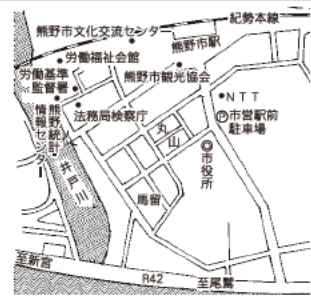 紀勢本線
熊野市文化交流センタ
熊野市駅
労働福祉会館
労働基準
監督署
熊野市観光協会
法務局検察庁
熊野統計
情報センター
井戸川
丸
山
NTT
Ⓟ市営駅前
駐車場
市役所
馬留
至新宮
R42
至尾鷲